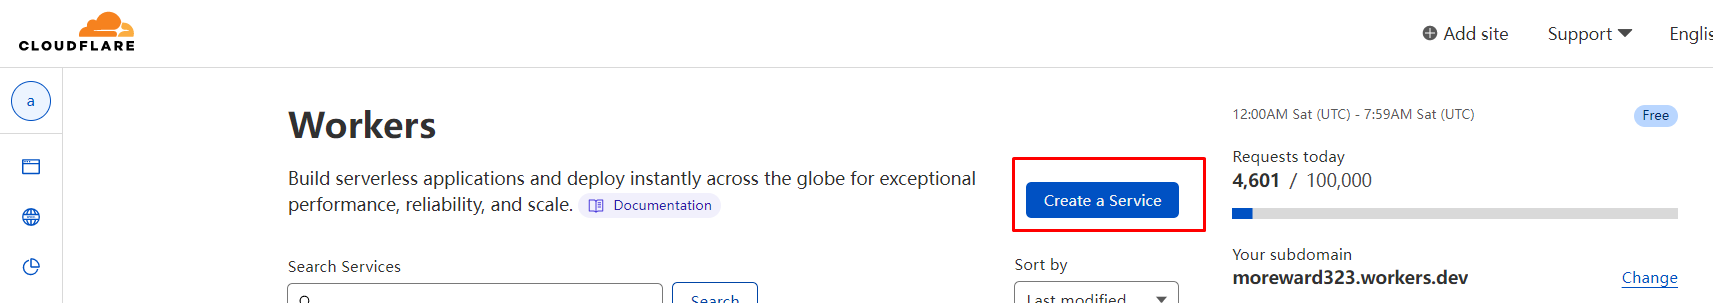 CLOUDFLARE
Add site
Support
Englis
a
Workers
12:00AM Sat (UTC) - 7:59AM Sat (UTC)
Free
Build serverless applications and deploy instantly across the globe for exceptional
performance, reliability, and scale.
Documentation
Create a Service
Requests today
4,601 / 100,000
Search Services
Search
Sort by
Last modified
Your subdomain
moreward323.workers.dev
Change